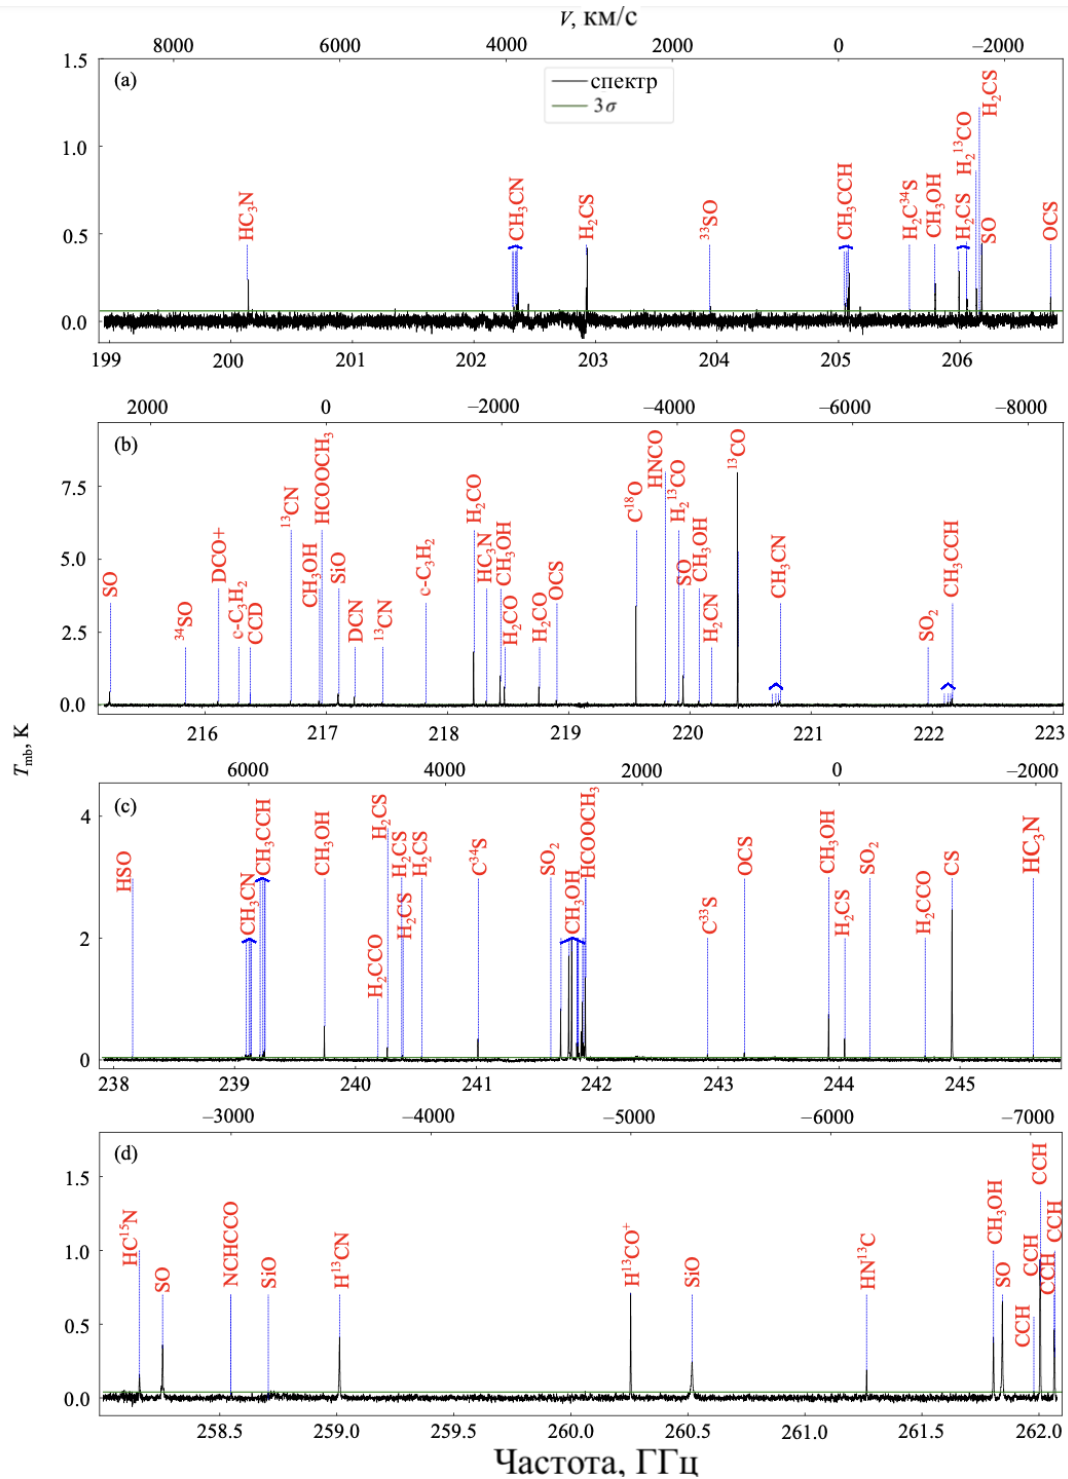 V, км/с
8000 6000 4000 2000 0 −2000
(a)
спектр
3σ
1.5
1.0
0.5
0.0
HC₃N
CH₃CN
H₂CS
³³SO
CH₃CCH
H₂C³⁴S
CH₃OH
H₂CS
H₂¹³CO
H₂CS
SO
OCS
199 200 201 202 203 204 205 206
2000 0 −2000 −4000 −6000 −8000
(b)
7.5
5.0
2.5
0.0
SO
³⁴SO
DCO+
c-C₃H₂
CCD
¹³CN
CH₃OH
HCOOCH₃
SiO
DCN
¹³CN
c-C₃H₂
H₂CO
HC₃N
CH₃OH
H₂CO
H₂CO
OCS
C¹⁸O
HNCO
H₂¹³CO
SO
CH₃OH
H₂CN
¹³CO
CH₃CN
SO₂
CH₃CCH
216 217 218 219 220 221 222 223
T mb, K
6000 4000 2000 0 −2000
(c)
4
2
0
HSO
CH₃CN
CH₃CCH
CH₃OH
H₂CCO
H₂CS
H₂CS
H₂CS
H₂CS
C³⁴S
SO₂
CH₃OH
HCOOCH₃
C³³S
OCS
CH₃OH
H₂CS
SO₂
H₂CCO
CS
HC₃N
238 239 240 241 242 243 244 245
−3000 −4000 −5000 −6000 −7000
(d)
1.5
1.0
0.5
0.0
HC¹⁵N
SO
NCHCCO
SiO
H¹³CN
H¹³CO⁺
SiO
HN¹³C
CH₃OH
SO
CCH
CCH
CCH
CCH
CCH
258.5 259.0 259.5 260.0 260.5 261.0 261.5 262.0
Частота, ГГц